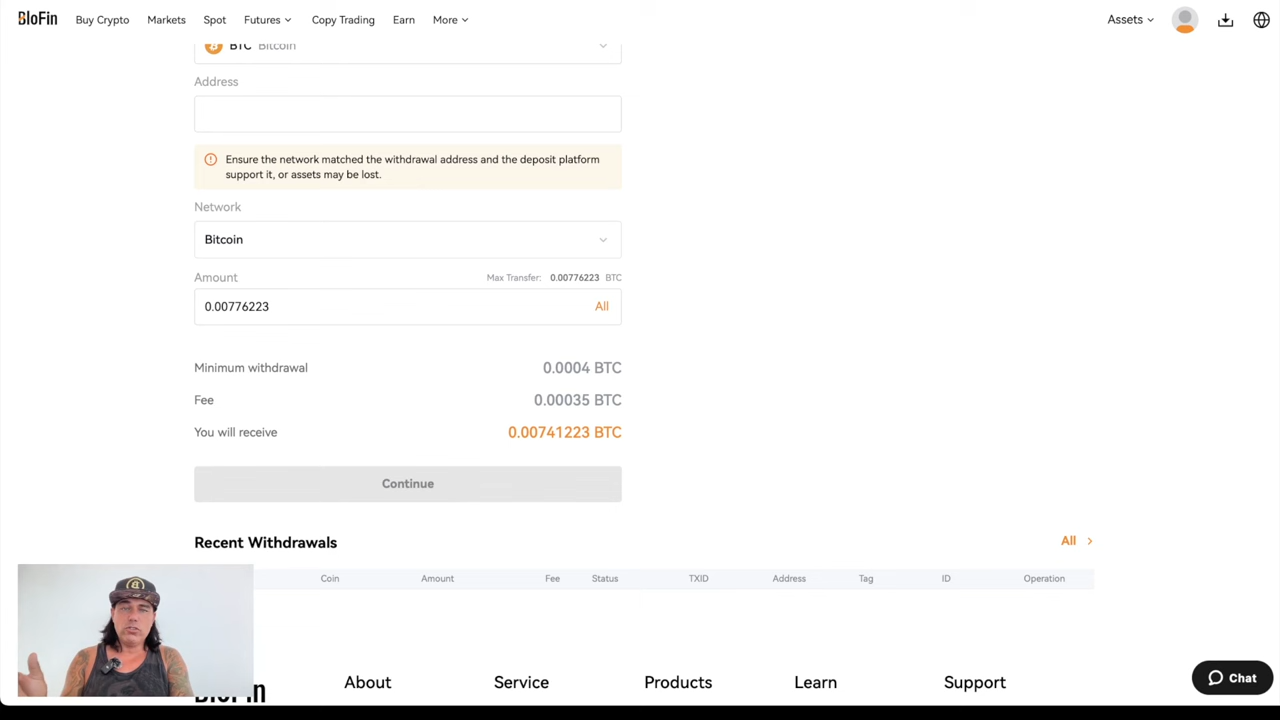 BloFin Buy Crypto Markets Spot Futures Copy Trading Earn More Assets
BTC Bitcoin
Address
Ensure the network matched the withdrawal address and the deposit platform
support it, or assets may be lost.
Network
Bitcoin
Amount Max Transfer: 0.00776223 BTC
0.00776223 All
Minimum withdrawal 0.0004 BTC
Fee 0.00035 BTC
You will receive 0.00741223 BTC
Continue
Recent Withdrawals All
Coin Amount Fee Status TXID Address Tag ID Operation
BloFin About Service Products Learn Support
Chat